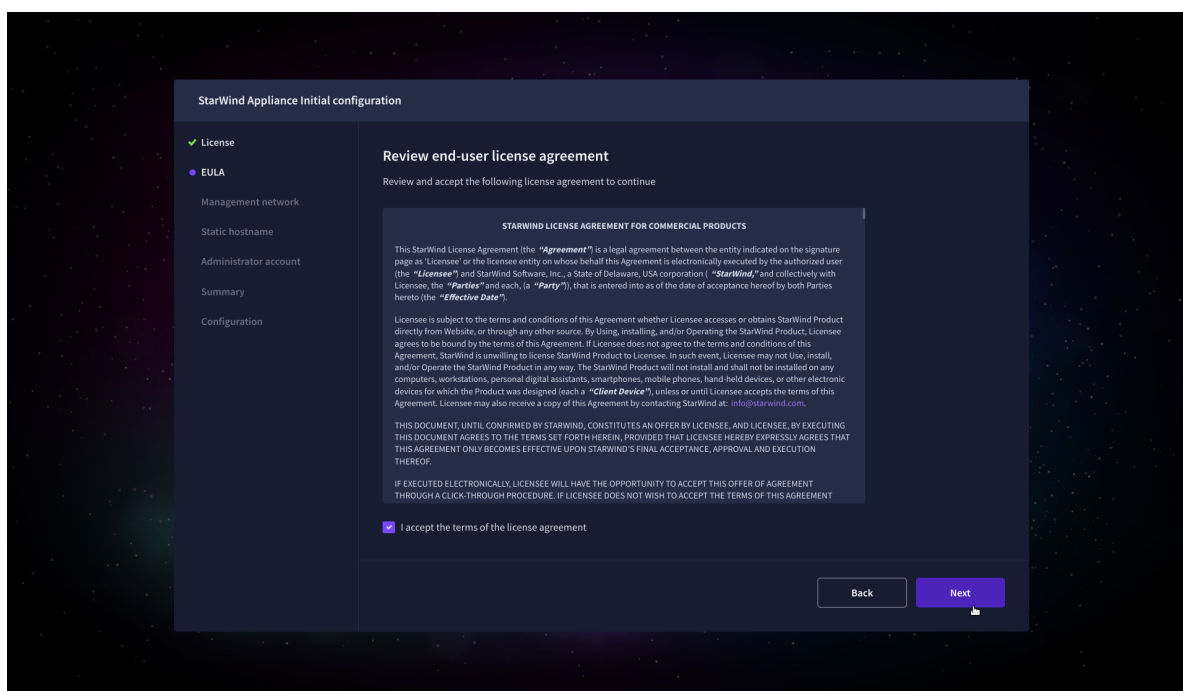 StarWind Appliance Initial configuration
License
EULA
Management network
Static hostname
Administrator account
Summary
Configuration
Review end-user license agreement
Review and accept the following license agreement to continue
STARWIND LICENSE AGREEMENT FOR COMMERCIAL PRODUCTS
This StarWind License Agreement (the “Agreement”) is a legal agreement between the entity indicated on the signature
page as 'Licensee' or the licensee entity on whose behalf this Agreement is electronically executed by the authorized user
(the “Licensee”) and StarWind Software, Inc., a State of Delaware, USA corporation ( “StarWind,” and collectively with
Licensee, the “Parties” and each, (a “Party”)), that is entered into as of the date of acceptance hereof by both Parties
hereto (the “Effective Date”).
Licensee is subject to the terms and conditions of this Agreement whether Licensee accesses or obtains StarWind Product
directly from Website, or through any other source. By Using, installing, and/or Operating the StarWind Product, Licensee
agrees to be bound by the terms of this Agreement. If Licensee does not agree to the terms and conditions of this
Agreement, StarWind is unwilling to license StarWind Product to Licensee. In such event, Licensee may not Use, install,
and/or Operate the StarWind Product in any way. The StarWind Product will not install and shall not be installed on any
computers, workstations, personal digital assistants, smartphones, mobile phones, hand-held devices, or other electronic
devices for which the Product was designed (each a “Client Device”), unless or until Licensee accepts the terms of this
Agreement. Licensee may also receive a copy of this Agreement by contacting StarWind at: info@starwind.com.
THIS DOCUMENT, UNTIL CONFIRMED BY STARWIND, CONSTITUTES AN OFFER BY LICENSEE, AND LICENSEE, BY EXECUTING
THIS DOCUMENT AGREES TO THE TERMS SET FORTH HEREIN, PROVIDED THAT LICENSEE HEREBY EXPRESSLY AGREES THAT
THIS AGREEMENT ONLY BECOMES EFFECTIVE UPON STARWIND'S FINAL ACCEPTANCE, APPROVAL AND EXECUTION
THEREOF.
IF EXECUTED ELECTRONICALLY, LICENSEE WILL HAVE THE OPPORTUNITY TO ACCEPT THIS OFFER OF AGREEMENT
THROUGH A CLICK-THROUGH PROCEDURE. IF LICENSEE DOES NOT WISH TO ACCEPT THE TERMS OF THIS AGREEMENT
I accept the terms of the license agreement
Back
Next